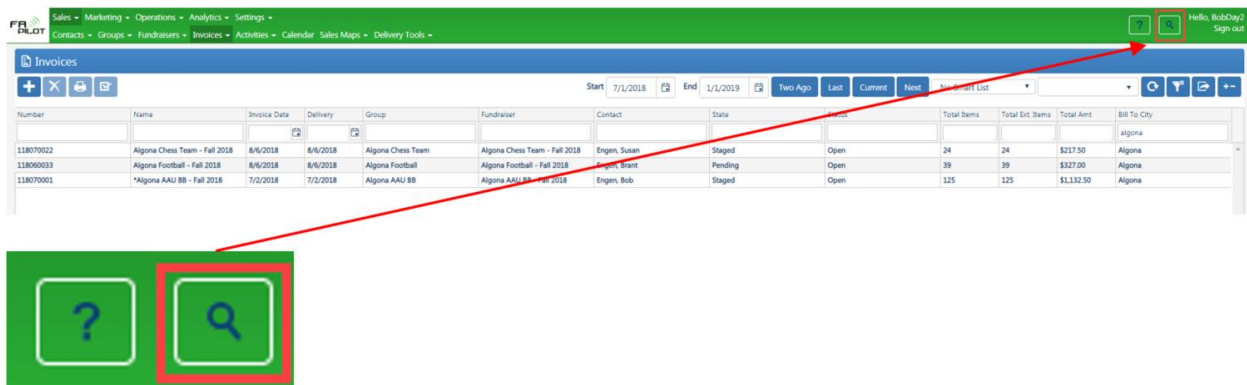 FR PILOT
Sales Marketing Operations Analytics Settings
Contacts Groups Fundraisers Invoices Activities Calendar Sales Maps Delivery Tools
? Hello, BobDay2
Sign out
Invoices
Start 7/1/2018 End 1/1/2019 Two Ago Last Current Next No Smart List
Number Name Invoice Date Delivery Group Fundraiser Contact State Status Total Items Total Ext. Items Total Amt Bill To City
algona
118070022 Algona Chess Team - Fall 2018 8/6/2018 8/6/2018 Algona Chess Team Algona Chess Team - Fall 2018 Engen, Susan Staged Open 24 24 $217.50 Algona
118060033 Algona Football - Fall 2018 8/6/2018 8/6/2018 Algona Football Algona Football - Fall 2018 Engen, Brant Pending Open 39 39 $327.00 Algona
118070001 *Algona AAU BB - Fall 2018 7/2/2018 7/2/2018 Algona AAU BB Algona AAU BB - Fall 2018 Engen, Bob Staged Open 125 125 $1,132.50 Algona
?